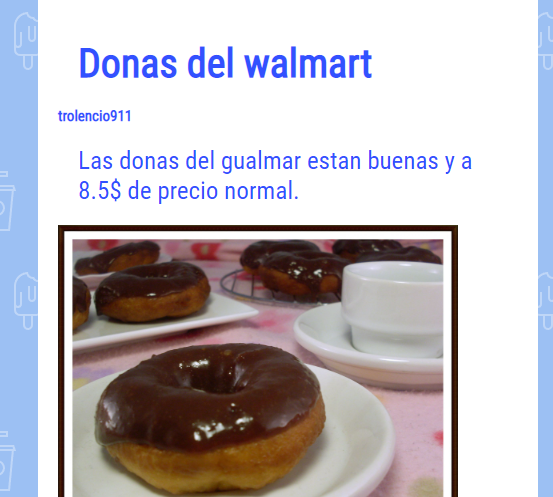 Donas del walmart
trolencio911
Las donas del gualmar estan buenas y a
8.5$ de precio normal.